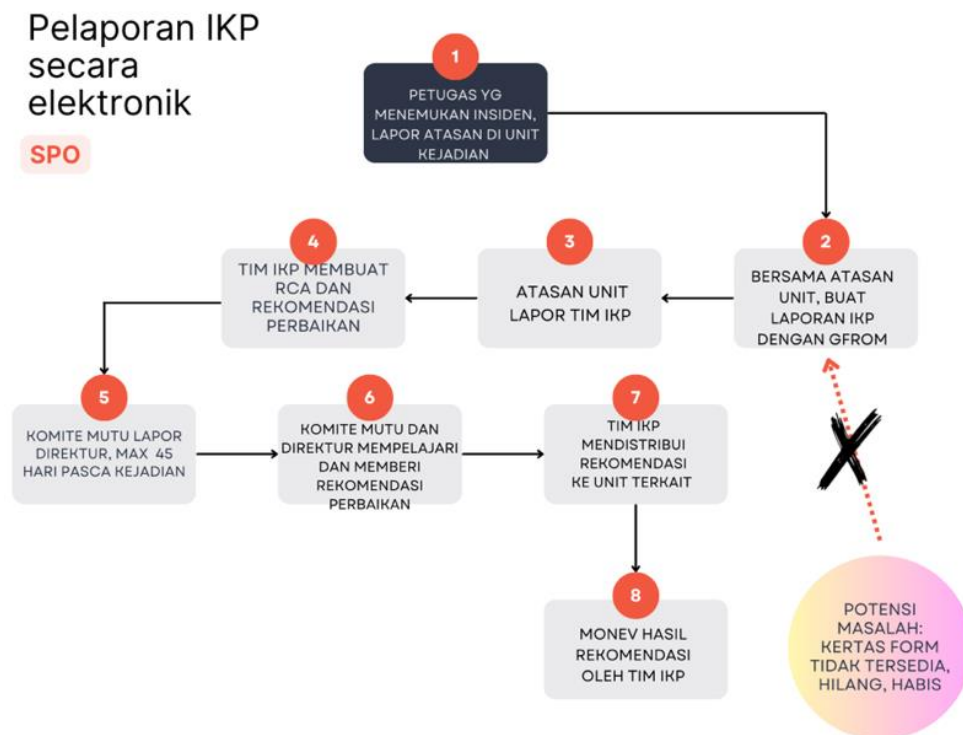 Pelaporan IKP
secara
elektronik
SPO
1
PETUGAS YG
MENEMUKAN INSIDEN,
LAPOR ATASAN DI UNIT
KEJADIAN
2
BERSAMA ATASAN
UNIT, BUAT
LAPORAN IKP
DENGAN GFROM
3
ATASAN UNIT
LAPOR TIM IKP
4
TIM IKP MEMBUAT
RCA DAN
REKOMENDASI
PERBAIKAN
5
KOMITE MUTU LAPOR
DIREKTUR, MAX 45
HARI PASCA KEJADIAN
6
KOMITE MUTU DAN
DIREKTUR MEMPELAJARI
DAN MEMBERI
REKOMENDASI
PERBAIKAN
7
TIM IKP
MENDISTRIBUI
REKOMENDASI
KE UNIT TERKAIT
8
MONEV HASIL
REKOMENDASI
OLEH TIM IKP
POTENSI
MASALAH:
KERTAS FORM
TIDAK TERSEDIA,
HILANG, HABIS